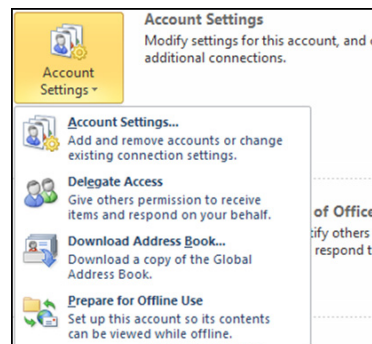 Account Settings
Modify settings for this account, and
additional connections.
Account
Settings
Account Settings...
Add and remove accounts or change
existing connection settings.
Delegate Access
Give others permission to receive
items and respond on your behalf.
of Office
tify others
respond t
Download Address Book...
Download a copy of the Global
Address Book.
Prepare for Offline Use
Set up this account so its contents
can be viewed while offline.